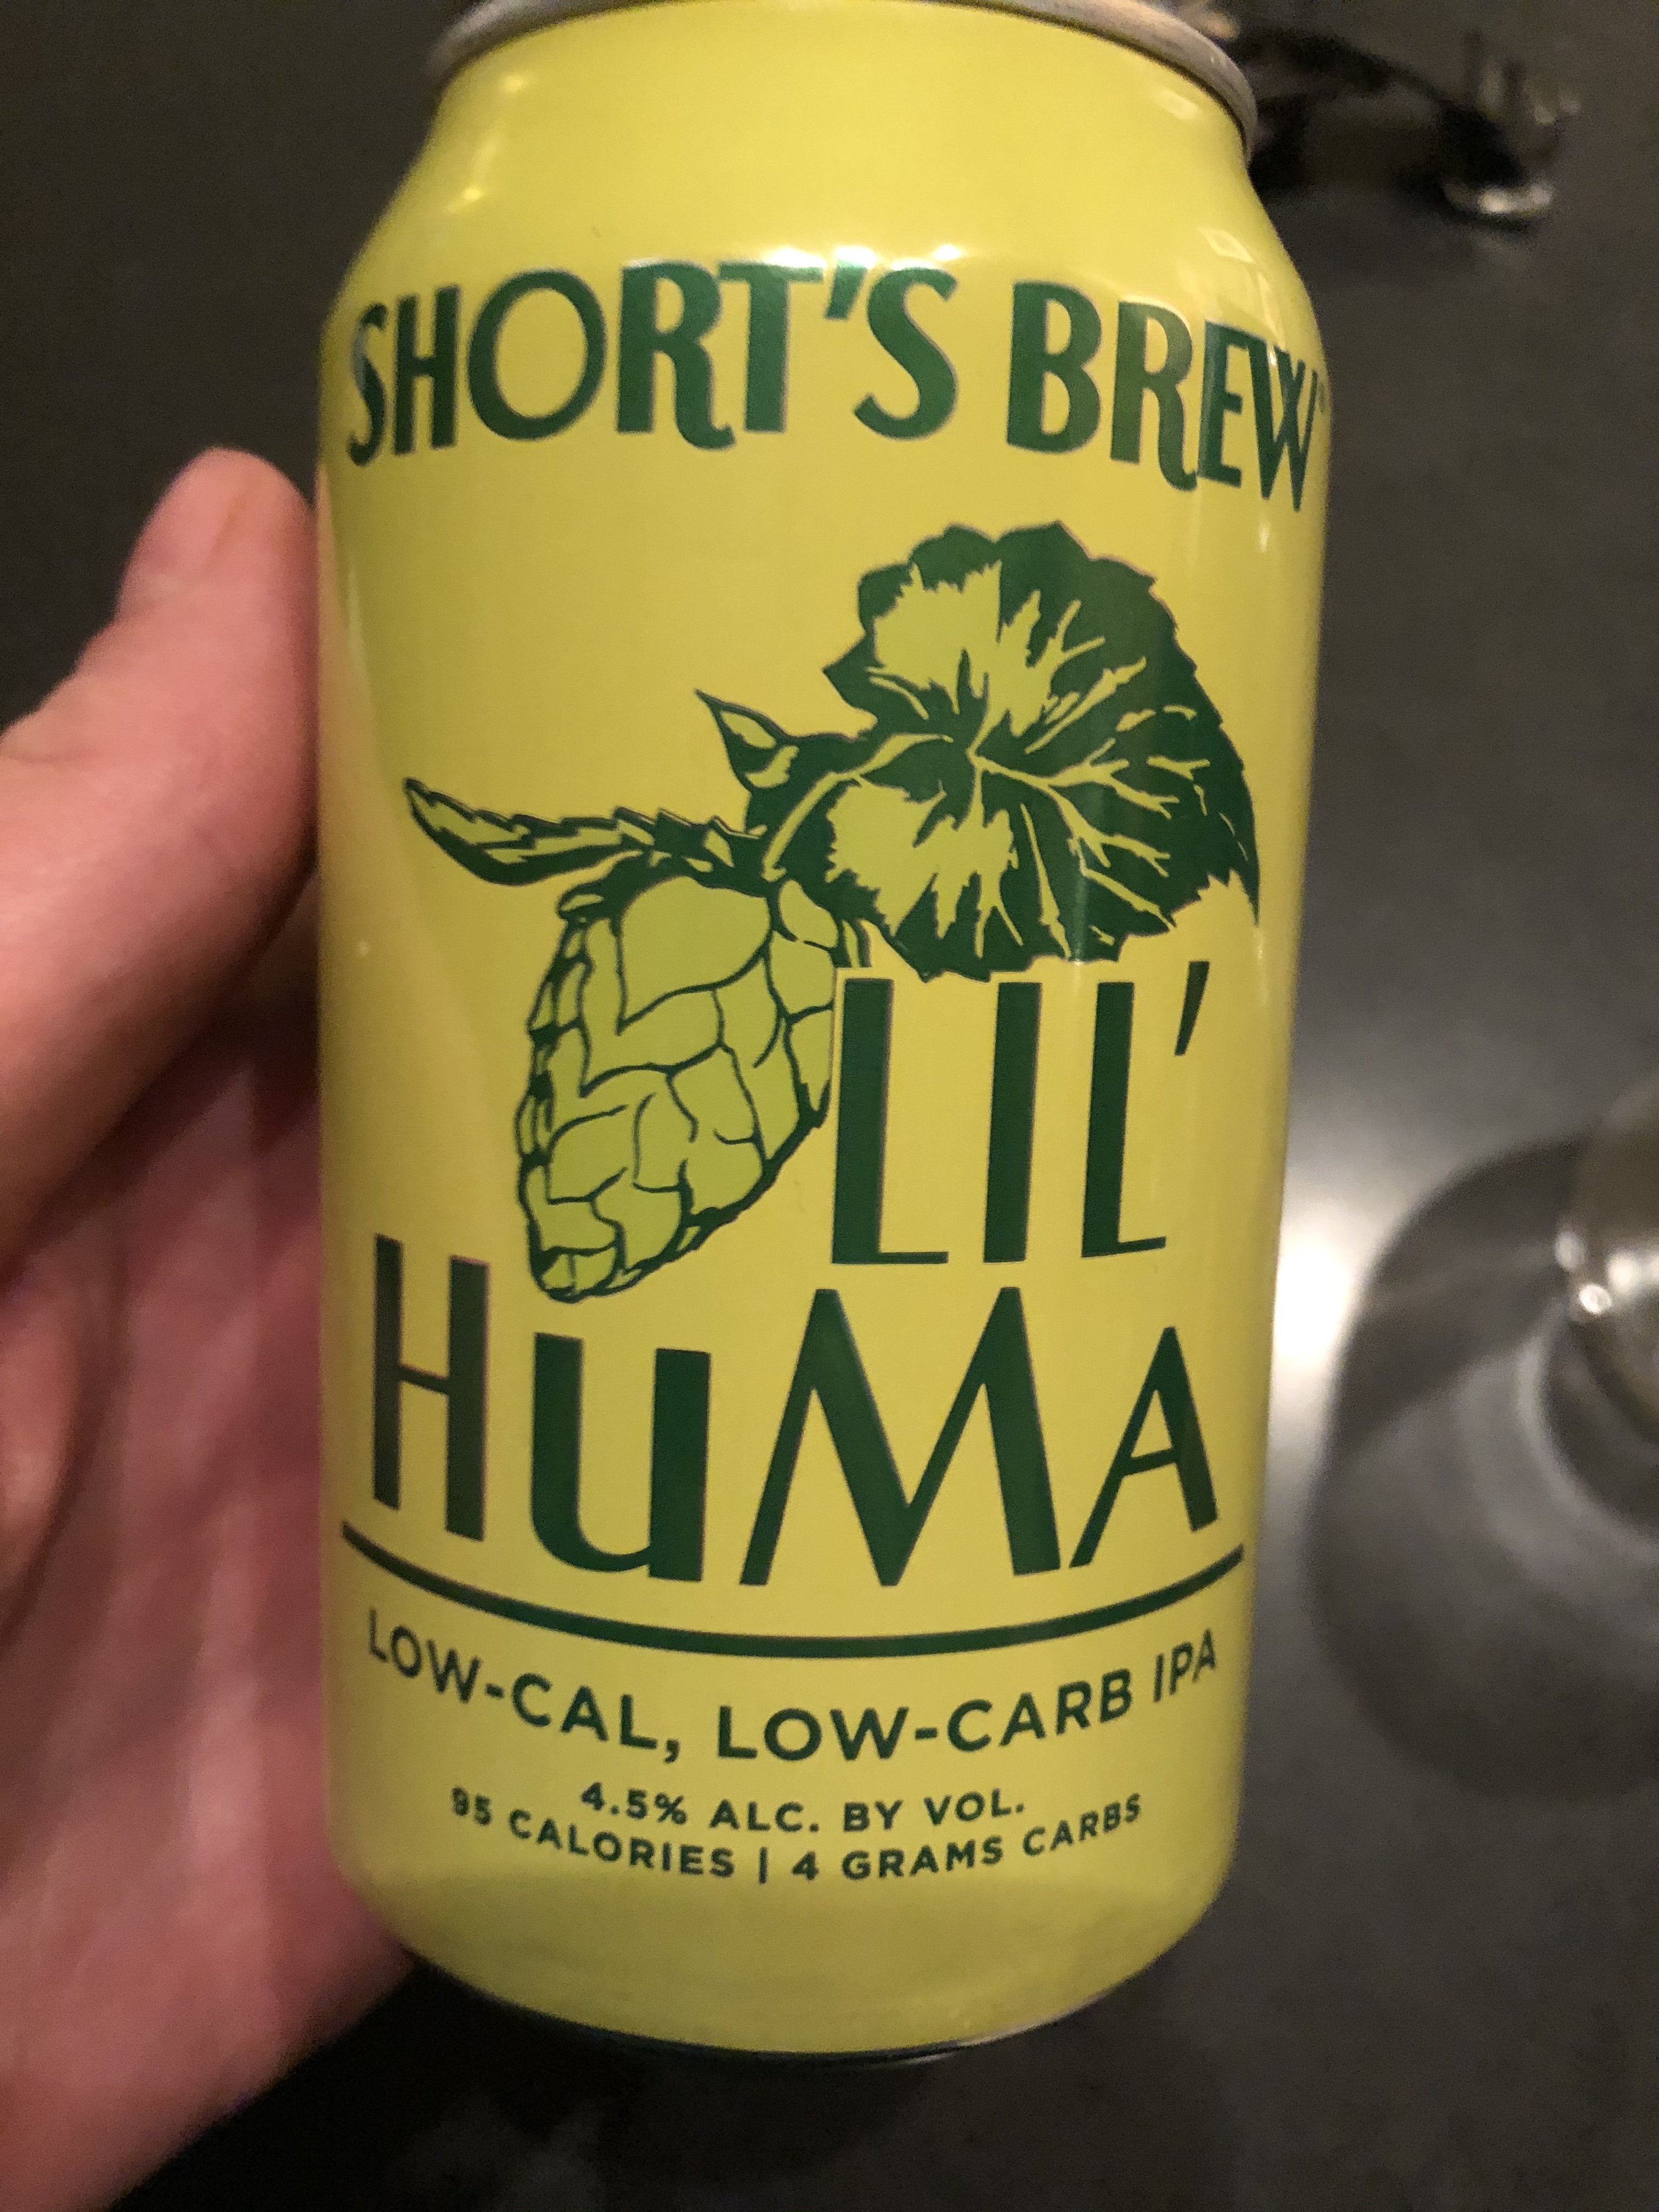 SHORT'S BREW
LIL'
HUMA
LOW-CAL, LOW-CARB IPA
4.5% ALC. BY VOL.
95 CALORIES | 4 GRAMS CARBS